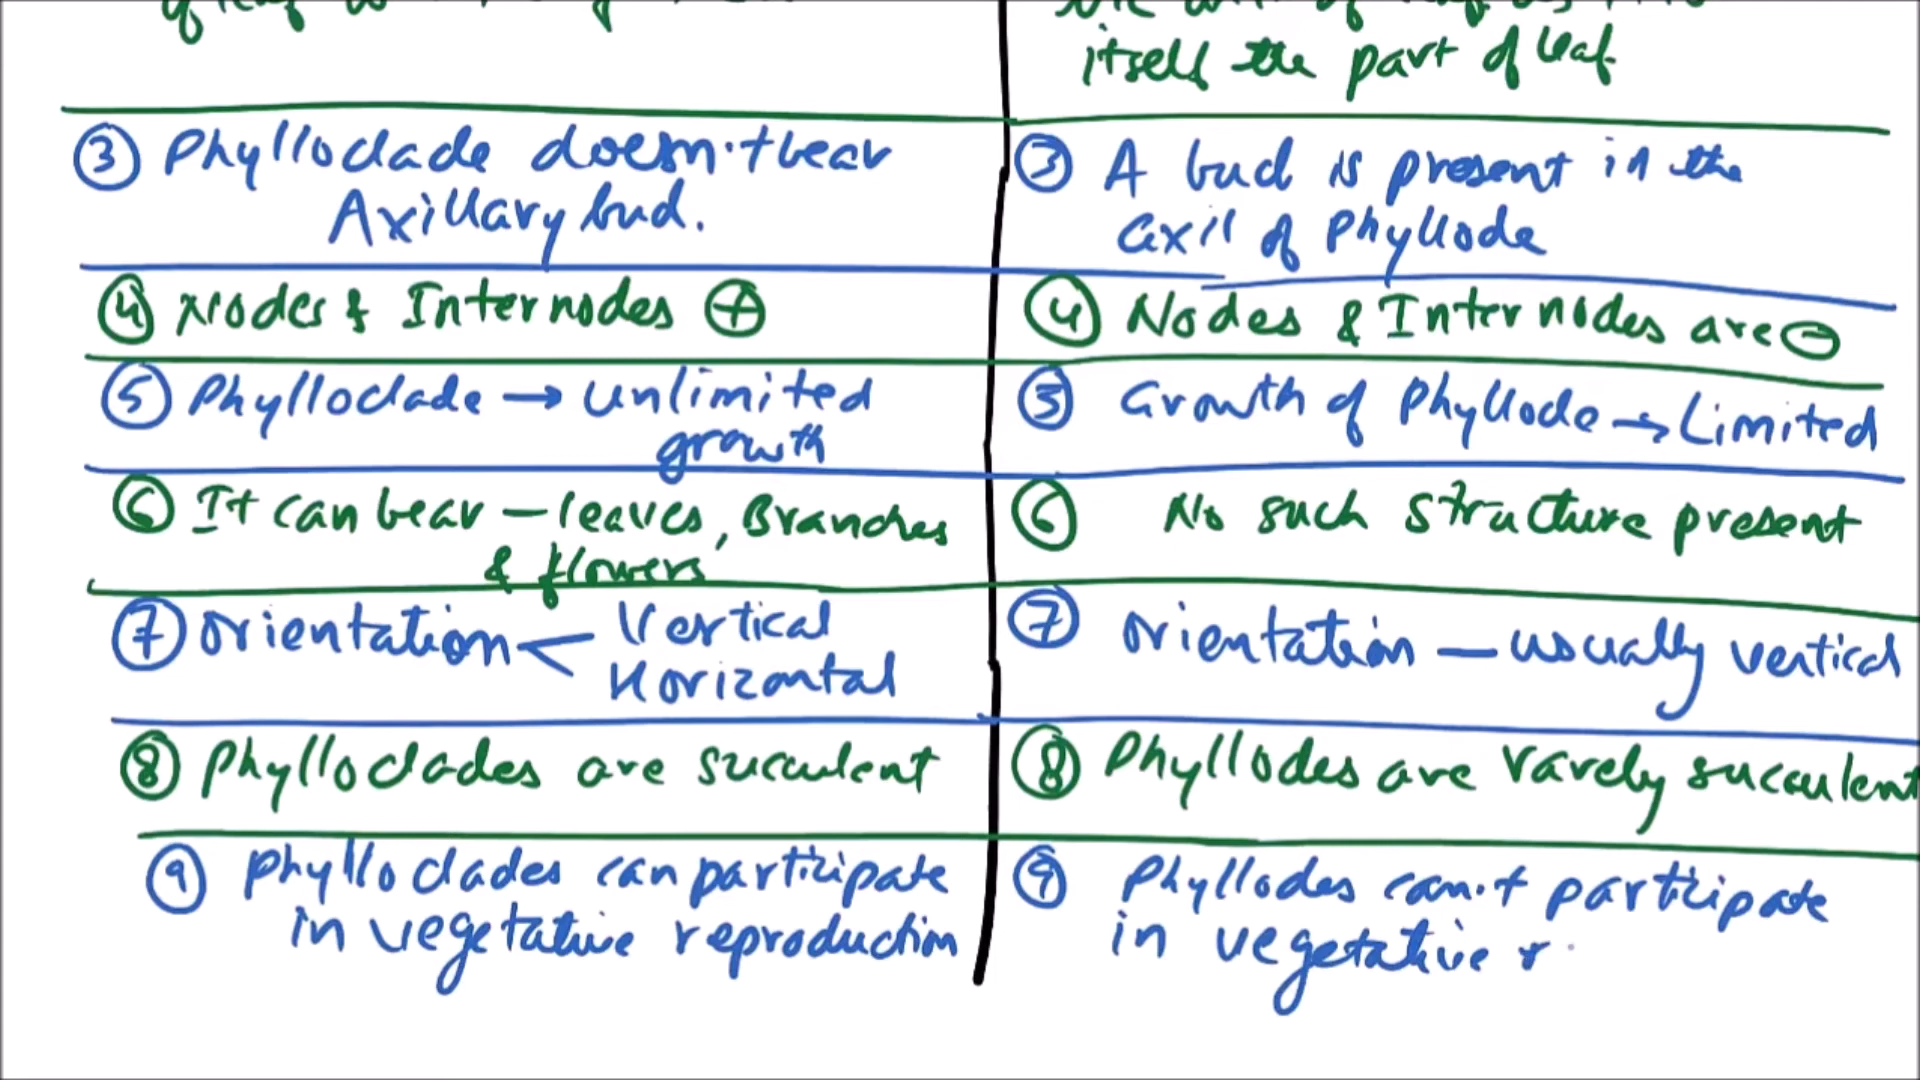 itself the part of leaf
③ Phylloclade doesn't bear
Axillary bud.
③ A bud is present in the
axil of Phyllode
④ Nodes & Internodes ⊕
④ Nodes & Internodes are ⊖
⑤ Phylloclade → unlimited
growth
⑤ Growth of Phyllode → Limited
⑥ It can bear — leaves, Branches
& flowers
⑥ No such structure present
⑦ Orientation < Vertical
Horizontal
⑦ Orientation — usually vertical
⑧ Phylloclades are succulent
⑧ Phyllodes are rarely succulent
⑨ Phylloclades can participate
in vegetative reproduction
⑨ Phyllodes can't participate
in vegetative r